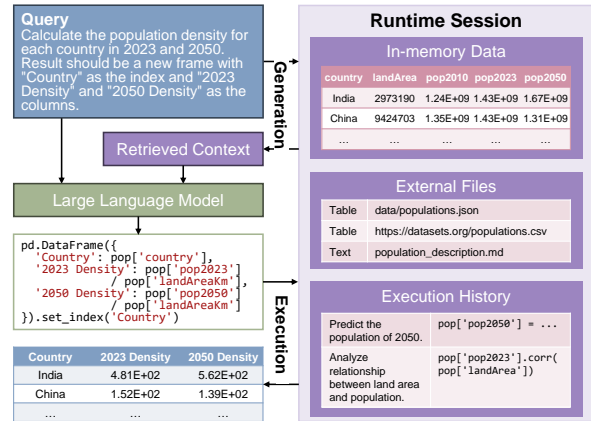 Query
Calculate the population density for
each country in 2023 and 2050.
Result should be a new frame with
"Country" as the index and "2023
Density" and "2050 Density" as the
columns.
Retrieved Context
Large Language Model
pd.DataFrame({
'Country': pop['country'],
'2023 Density': pop['pop2023']
/ pop['landAreaKm'],
'2050 Density': pop['pop2050']
/ pop['landAreaKm']
}).set_index('Country')
Country 2023 Density 2050 Density
India 4.81E+02 5.62E+02
China 1.52E+02 1.39E+02
... ... ...
Generation
Execution
Runtime Session
In-memory Data
country landArea pop2010 pop2023 pop2050
India 2973190 1.24E+09 1.43E+09 1.67E+09
China 9424703 1.35E+09 1.43E+09 1.31E+09
... ... ... ... ...
External Files
Table data/populations.json
Table https://datasets.org/populations.csv
Text population_description.md
Execution History
Predict the
population of 2050.
pop['pop2050'] = ...
Analyze
relationship
between land area
and population.
pop['pop2023'].corr(
pop['landArea'])